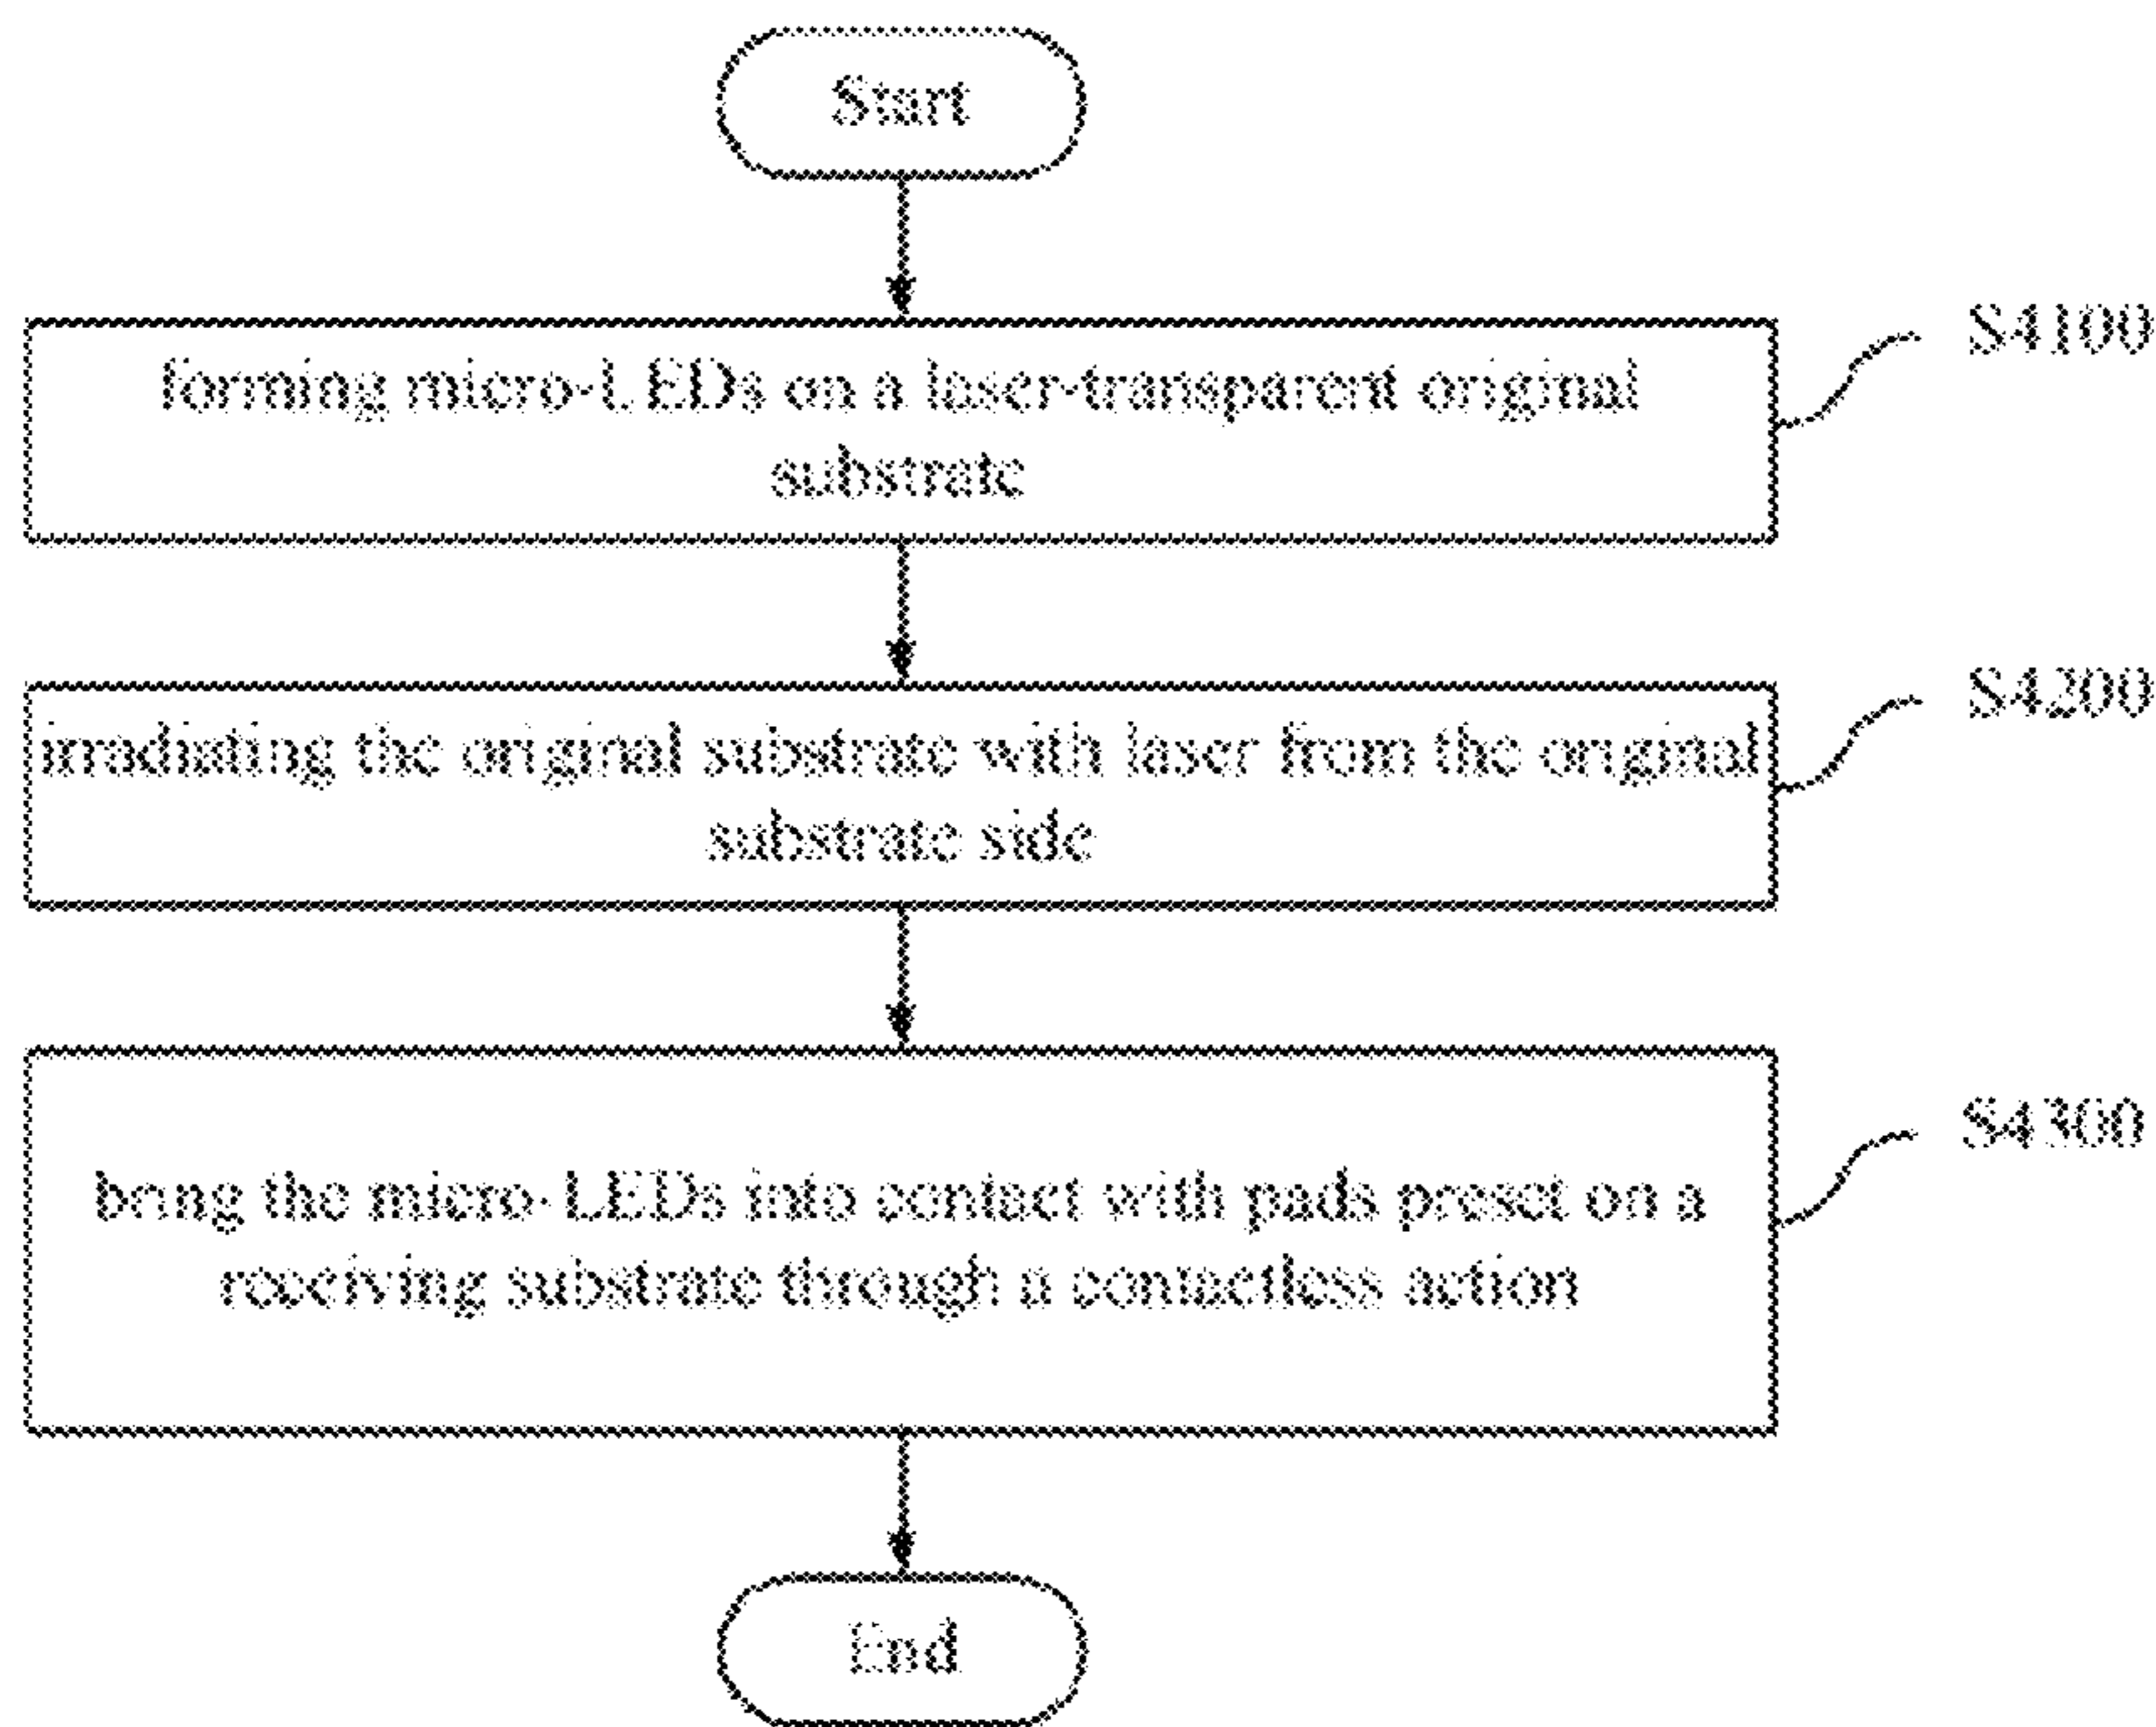 Start
S4100
forming micro-LEDs on a laser-transparent original
substrate
S4200
irradiating the original substrate with laser from the original
substrate side
S4300
bring the micro-LEDs into contact with pads preset on a
receiving substrate through a contactless action
End